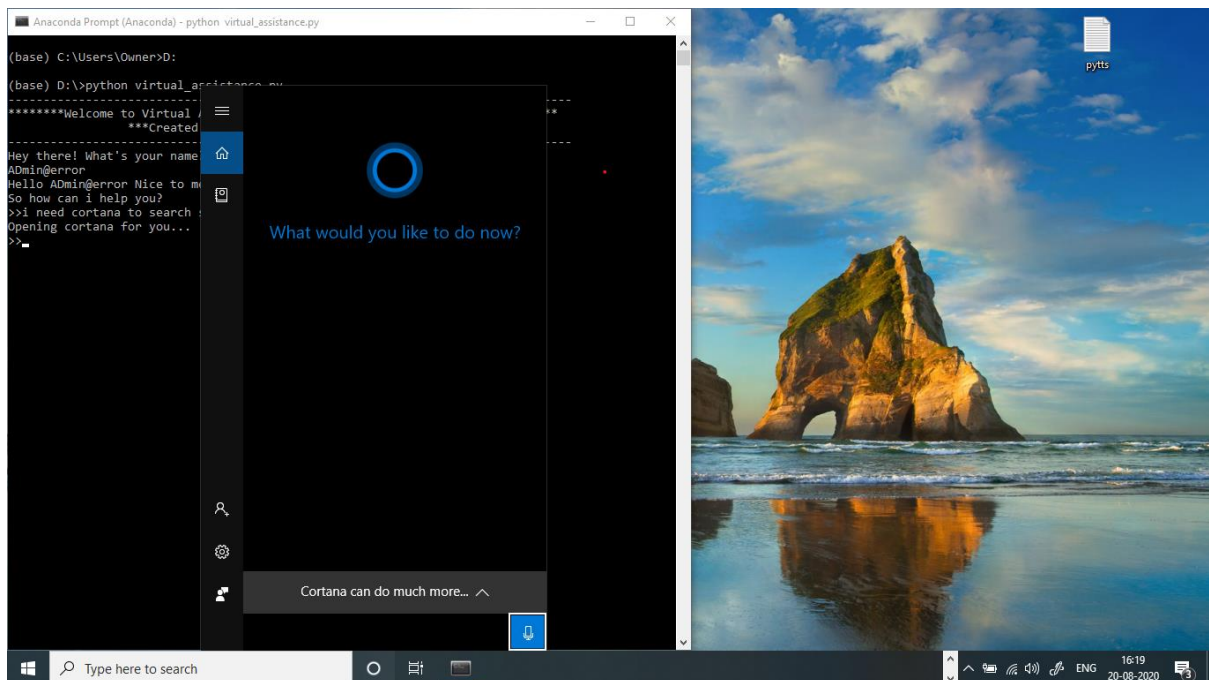 Anaconda Prompt (Anaconda) - python virtual_assistance.py
(base) C:\Users\Owner>D:
(base) D:\>python virtual_assistance.py
--------------------------------------------------------------------------------
********Welcome to Virtual
**
***Created
--------------------------------------------------------------------------------
Hey there! What's your name
ADmin@error
Hello ADmin@error Nice to m
So how can i help you?
>>i need cortana to search
Opening cortana for you...
>>
What would you like to do now?
Cortana can do much more...
pytts
Type here to search
ENG
16:19
20-08-2020
3